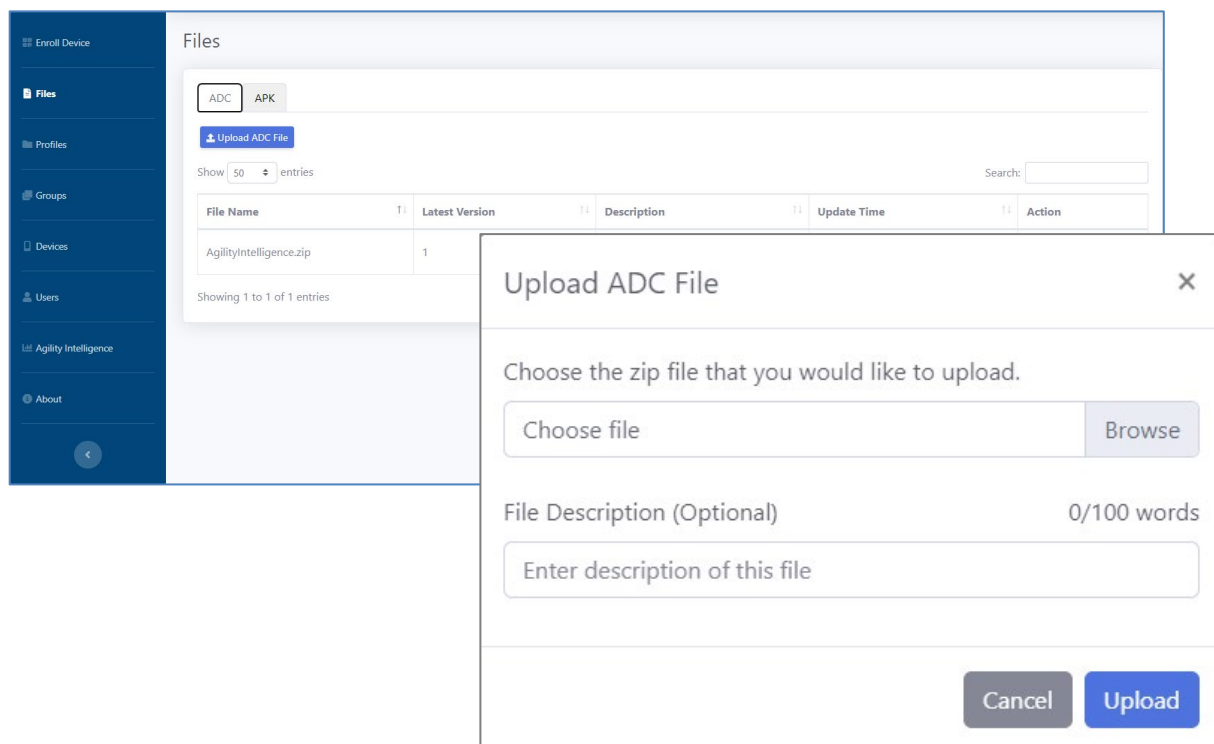 Enroll Device
Files
Profiles
Groups
Devices
Users
Agility Intelligence
About
Files
ADC APK
Upload ADC File
Show 50 entries
Search:
File Name Latest Version Description Update Time Action
AgilityIntelligence.zip 1
Showing 1 to 1 of 1 entries
Upload ADC File ×
Choose the zip file that you would like to upload.
Choose file Browse
File Description (Optional) 0/100 words
Enter description of this file
Cancel Upload